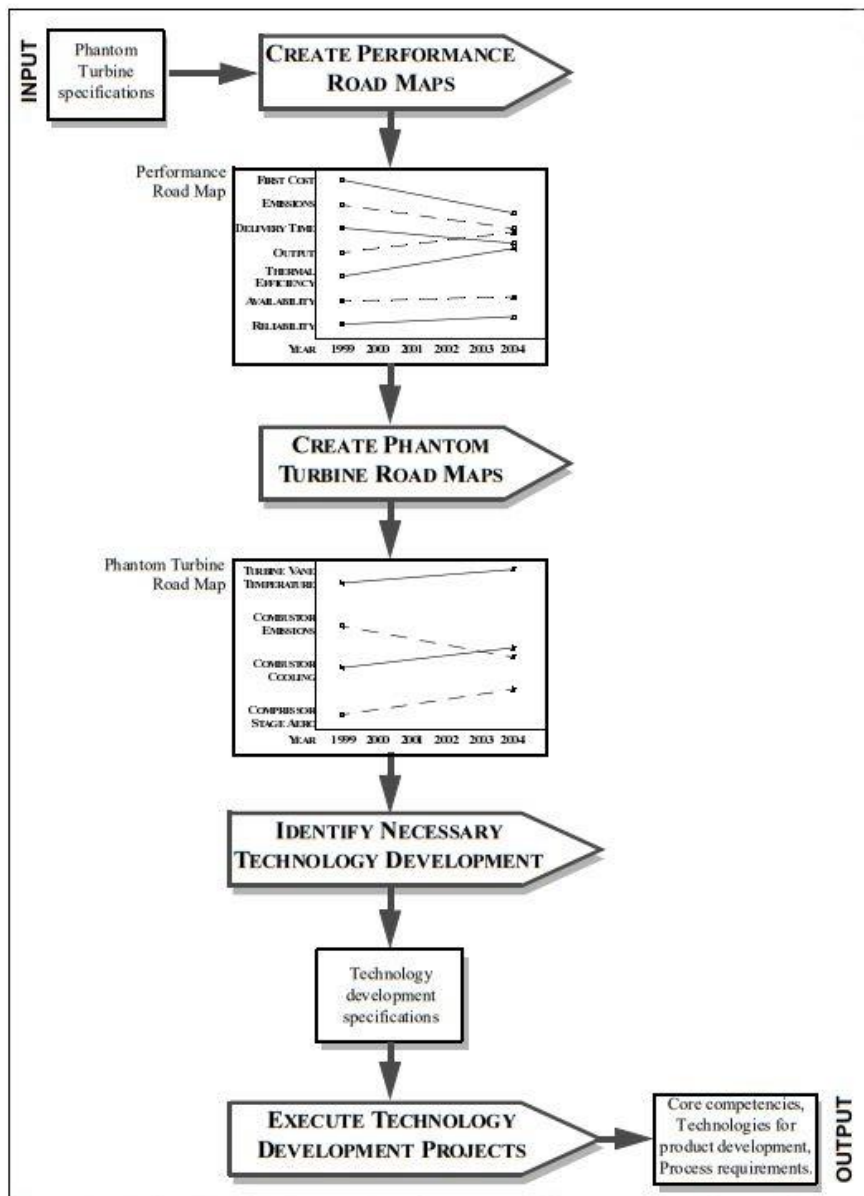 INPUT
Phantom
Turbine
specifications
CREATE PERFORMANCE
ROAD MAPS
Performance
Road Map
FIRST COST
EMISSIONS
DELIVERY TIME
OUTPUT
THERMAL
EFFICIENCY
AVAILABILITY
RELIABILITY
YEAR 1999 2000 2001 2002 2003 2004
CREATE PHANTOM
TURBINE ROAD MAPS
Phantom Turbine
Road Map
TURBINE VANE
TEMPERATURE
COMBUSTOR
EMISSIONS
COMBUSTOR
COOLING
COMPRESSOR
STAGE AERO
YEAR 1999 2000 2001 2002 2003 2004
IDENTIFY NECESSARY
TECHNOLOGY DEVELOPMENT
Technology
development
specifications
EXECUTE TECHNOLOGY
DEVELOPMENT PROJECTS
Core competencies,
Technologies for
product development,
Process requirements.
OUTPUT